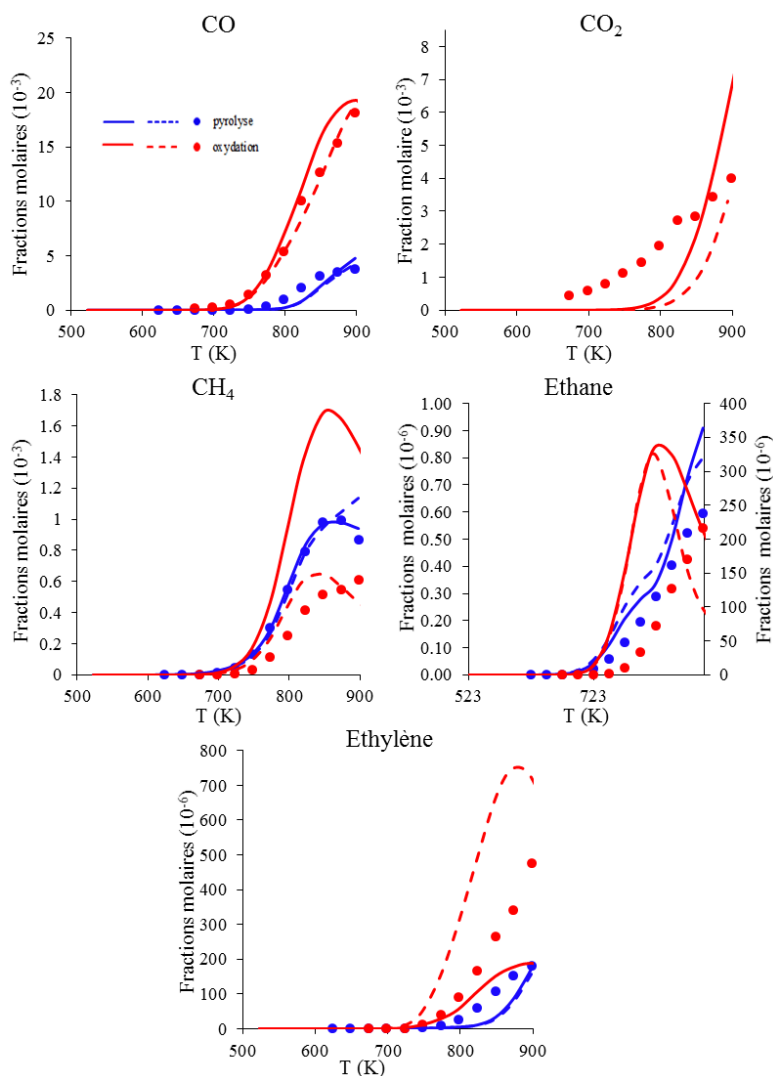 CO
Fractions molaires (10⁻³)
25
20
15
10
5
0
pyrolyse
oxydation
500 600 700 800 900
T (K)
CO₂
Fraction molaire (10⁻³)
8
7
6
5
4
3
2
1
0
500 600 700 800 900
T (K)
CH₄
Fractions molaires (10⁻³)
1.8
1.6
1.4
1.2
1
0.8
0.6
0.4
0.2
0
500 600 700 800 900
T (K)
Ethane
Fractions molaires (10⁻⁶)
1.00
0.90
0.80
0.70
0.60
0.50
0.40
0.30
0.20
0.10
0.00
523 723
T (K)
400
350
300
250
200
150
100
50
0
Fractions molaires (10⁻⁶)
Ethylène
Fractions molaires (10⁻⁶)
800
700
600
500
400
300
200
100
0
500 600 700 800 900
T (K)